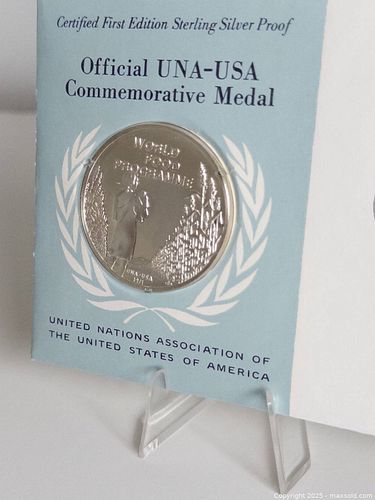 Certified First Edition Sterling Silver Proof
Official UNA-USA
Commemorative Medal
WORLD
FOOD
PROGRAMME
UNITED NATIONS ASSOCIATION OF
THE UNITED STATES OF AMERICA
Copyright 2025 - maxsold.com